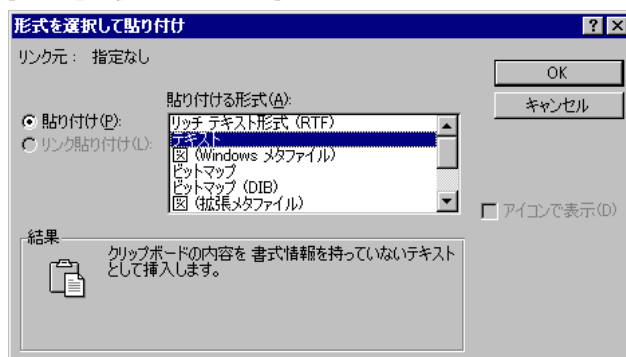 形式を選択して貼り付け
リンク元： 指定なし
貼り付ける形式(A):
貼り付け(P):
リンク貼り付け(L):
リッチ テキスト形式 (RTF)
テキスト
図 (Windows メタファイル)
ビットマップ
ビットマップ (DIB)
図 (拡張メタファイル)
OK
キャンセル
アイコンで表示(D)
結果
クリップボードの内容を 書式情報を持っていないテキスト
として挿入します。